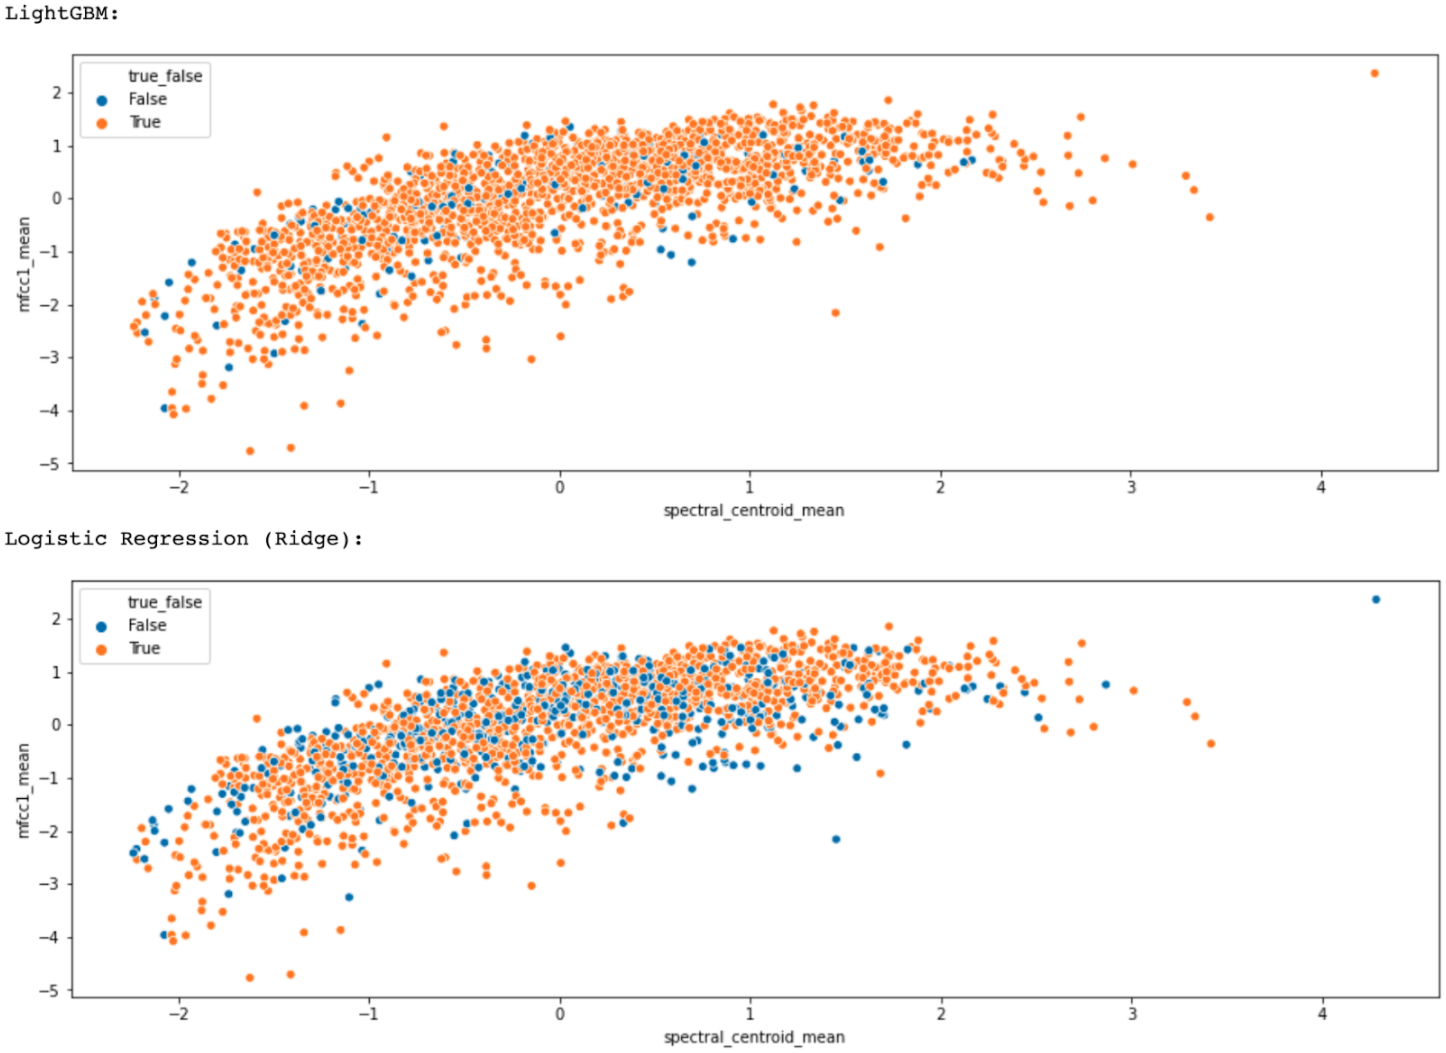 LightGBM:
true_false
False
True
2
1
0
−1
−2
−3
−4
−5
mfcc1_mean
−2 −1 0 1 2 3 4
spectral_centroid_mean
Logistic Regression (Ridge):
true_false
False
True
2
1
0
−1
−2
−3
−4
−5
mfcc1_mean
−2 −1 0 1 2 3 4
spectral_centroid_mean